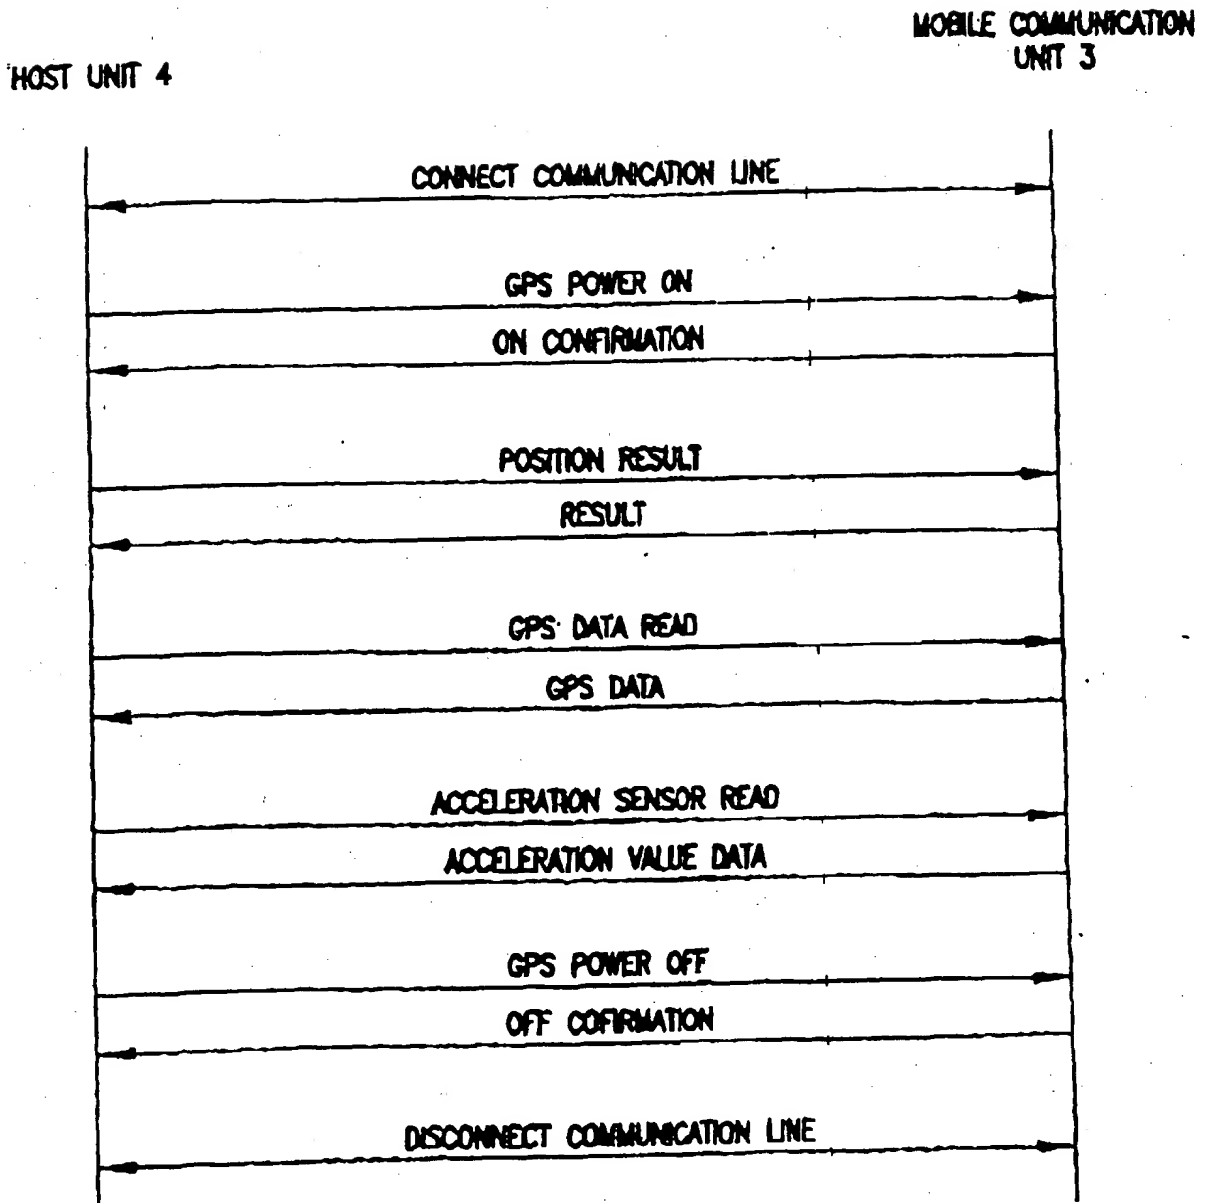 MOBILE COMMUNICATION
UNIT 3
HOST UNIT 4
CONNECT COMMUNICATION LINE
GPS POWER ON
ON CONFIRMATION
POSITION RESULT
RESULT
GPS DATA READ
GPS DATA
ACCELERATION SENSOR READ
ACCELERATION VALUE DATA
GPS POWER OFF
OFF COFIRMATION
DISCONNECT COMMUNICATION LINE